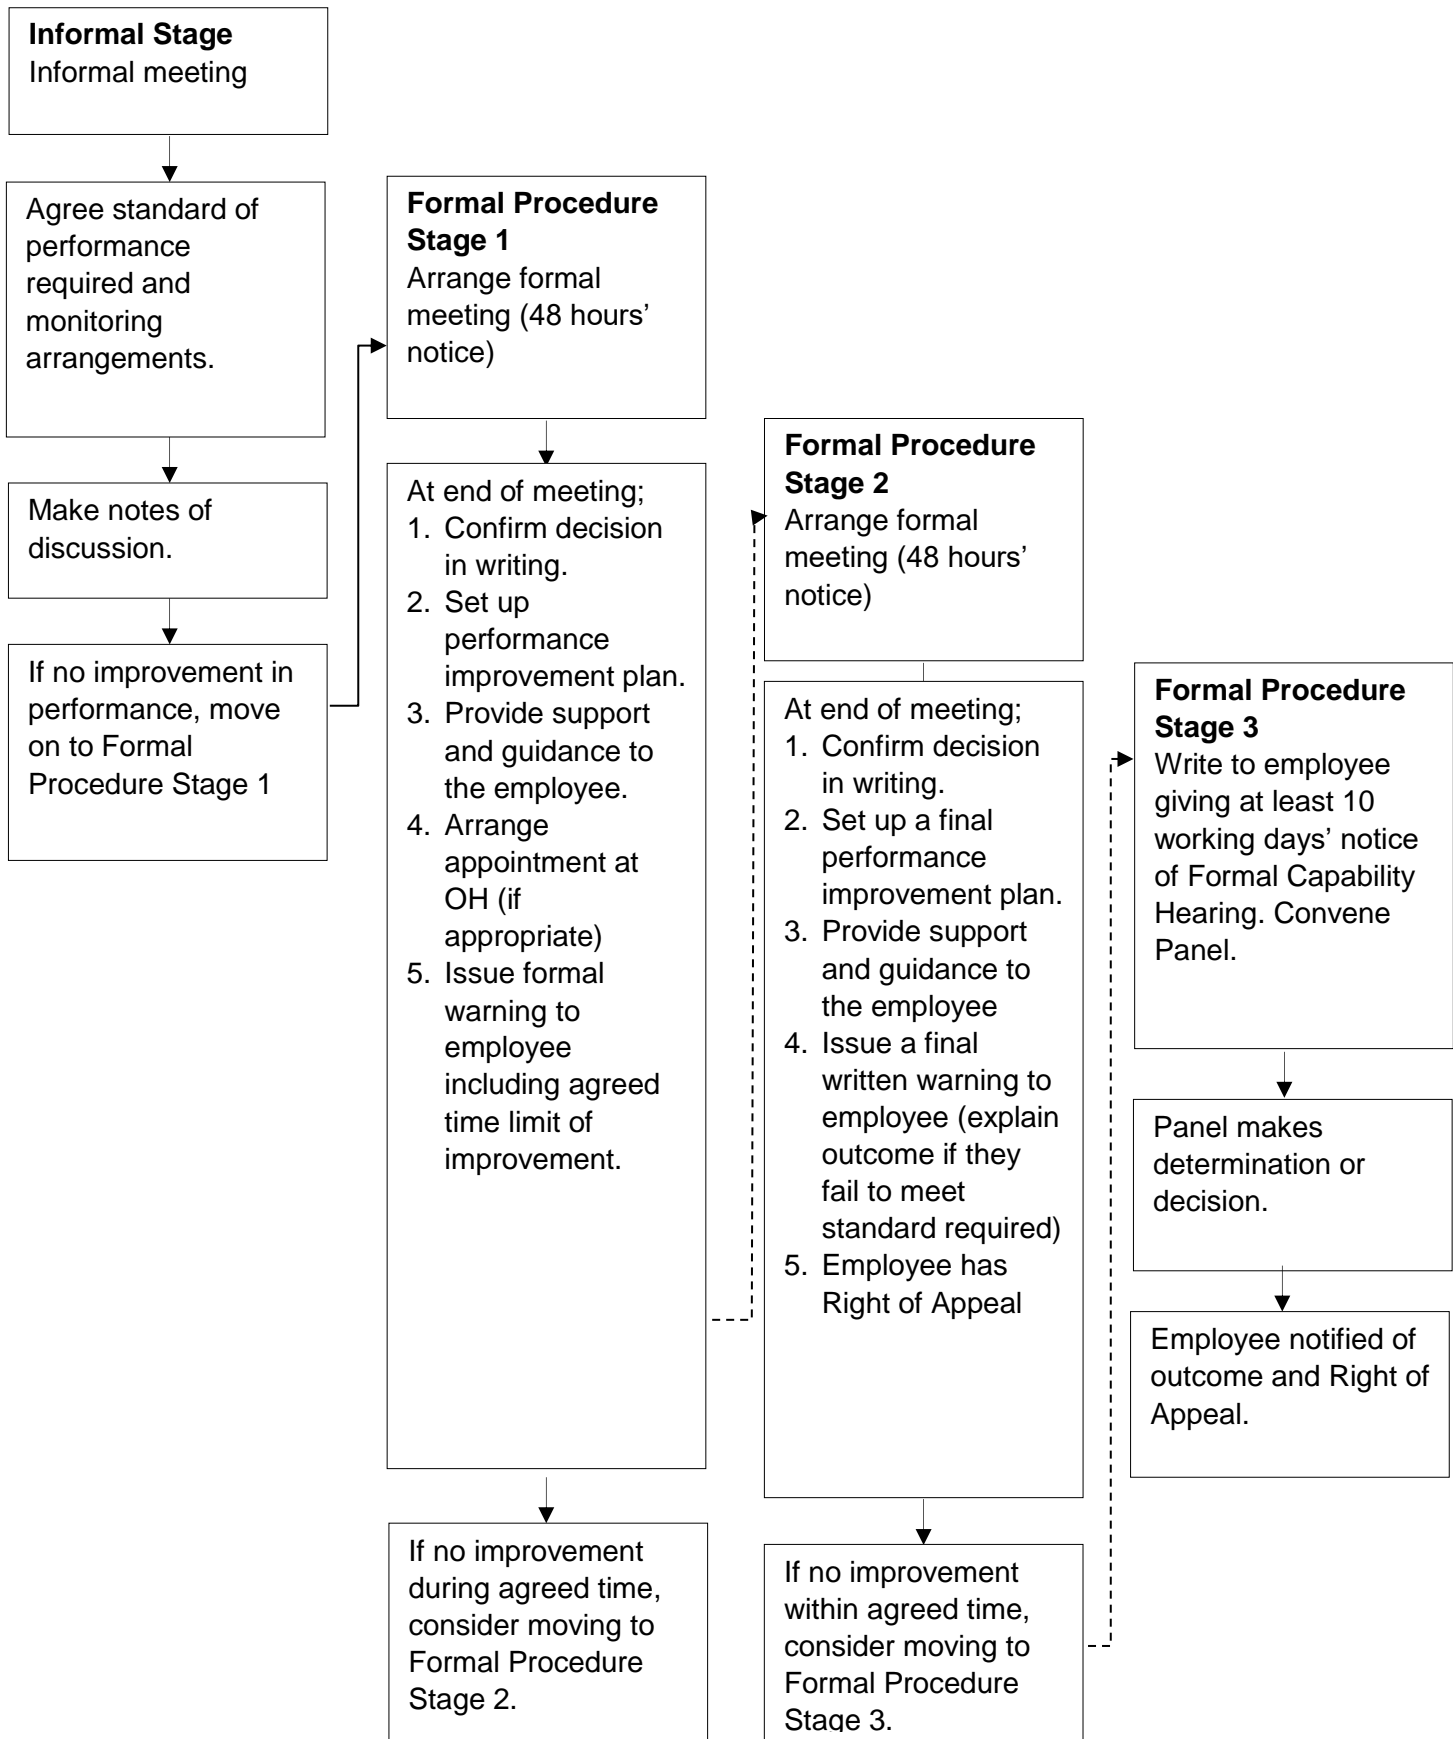 Informal Stage
Informal meeting
Agree standard of
performance
required and
monitoring
arrangements.
Make notes of
discussion.
If no improvement in
performance, move
on to Formal
Procedure Stage 1
Formal Procedure
Stage 1
Arrange formal
meeting (48 hours’
notice)
At end of meeting;
1. Confirm decision
in writing.
2. Set up
performance
improvement plan.
3. Provide support
and guidance to
the employee.
4. Arrange
appointment at
OH (if
appropriate)
5. Issue formal
warning to
employee
including agreed
time limit of
improvement.
If no improvement
during agreed time,
consider moving to
Formal Procedure
Stage 2.
Formal Procedure
Stage 2
Arrange formal
meeting (48 hours’
notice)
At end of meeting;
1. Confirm decision
in writing.
2. Set up a final
performance
improvement plan.
3. Provide support
and guidance to
the employee
4. Issue a final
written warning to
employee (explain
outcome if they
fail to meet
standard required)
5. Employee has
Right of Appeal
If no improvement
within agreed time,
consider moving to
Formal Procedure
Stage 3.
Formal Procedure
Stage 3
Write to employee
giving at least 10
working days’ notice
of Formal Capability
Hearing. Convene
Panel.
Panel makes
determination or
decision.
Employee notified of
outcome and Right of
Appeal.